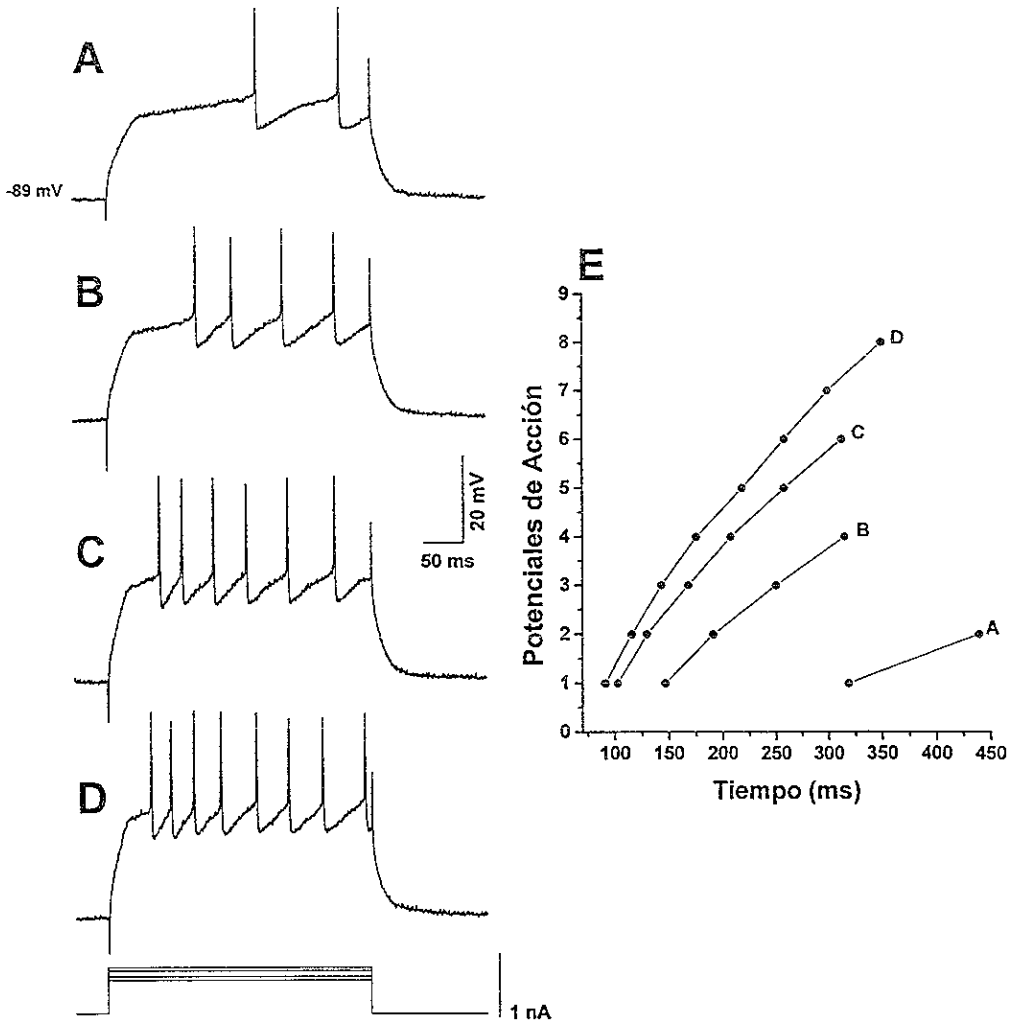 A
-89 mV
B
C
20 mV
50 ms
D
1 nA
E
Potenciales de Acción
9
8
7
6
5
4
3
2
1
0
D
C
B
A
100 150 200 250 300 350 400 450
Tiempo (ms)